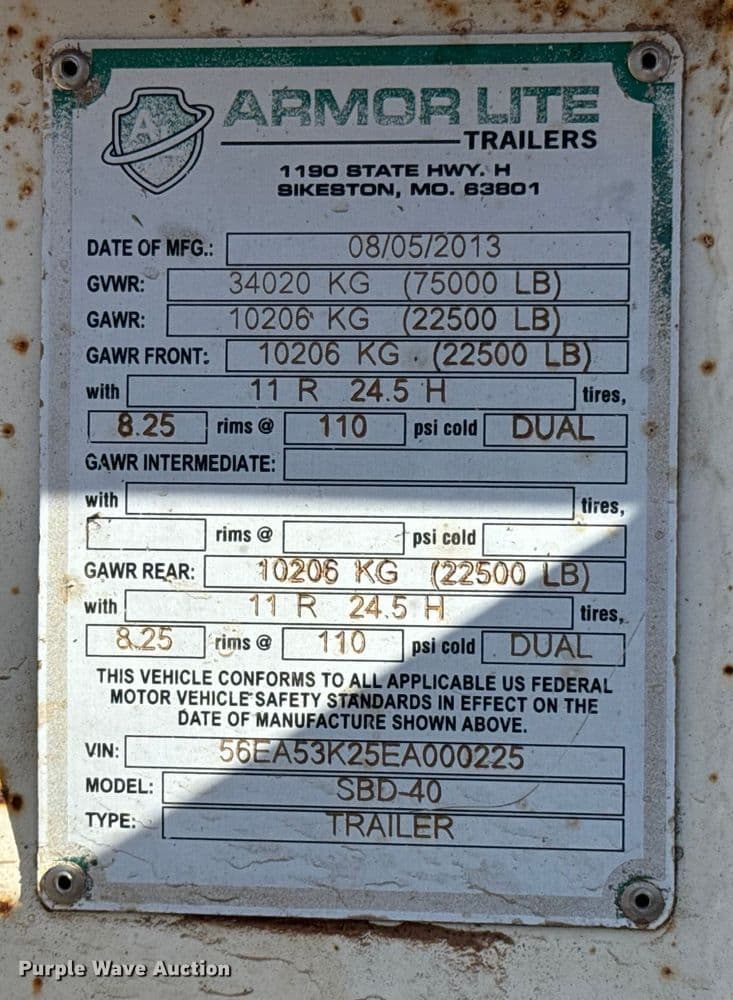 ARMOR LITE
TRAILERS
1190 STATE HWY. H
SIKESTON, MO. 63801
DATE OF MFG.: 08/05/2013
GVWR: 34020 KG (75000 LB)
GAWR: 10206 KG (22500 LB)
GAWR FRONT: 10206 KG (22500 LB)
with 11 R 24.5 H tires,
8.25 rims @ 110 psi cold DUAL
GAWR INTERMEDIATE:
with tires,
rims @ psi cold
GAWR REAR: 10206 KG (22500 LB)
with 11 R 24.5 H tires,
8.25 rims @ 110 psi cold DUAL
THIS VEHICLE CONFORMS TO ALL APPLICABLE US FEDERAL
MOTOR VEHICLE SAFETY STANDARDS IN EFFECT ON THE
DATE OF MANUFACTURE SHOWN ABOVE.
VIN: 56EA53K25EA000225
MODEL: SBD-40
TYPE: TRAILER
Purple Wave Auction